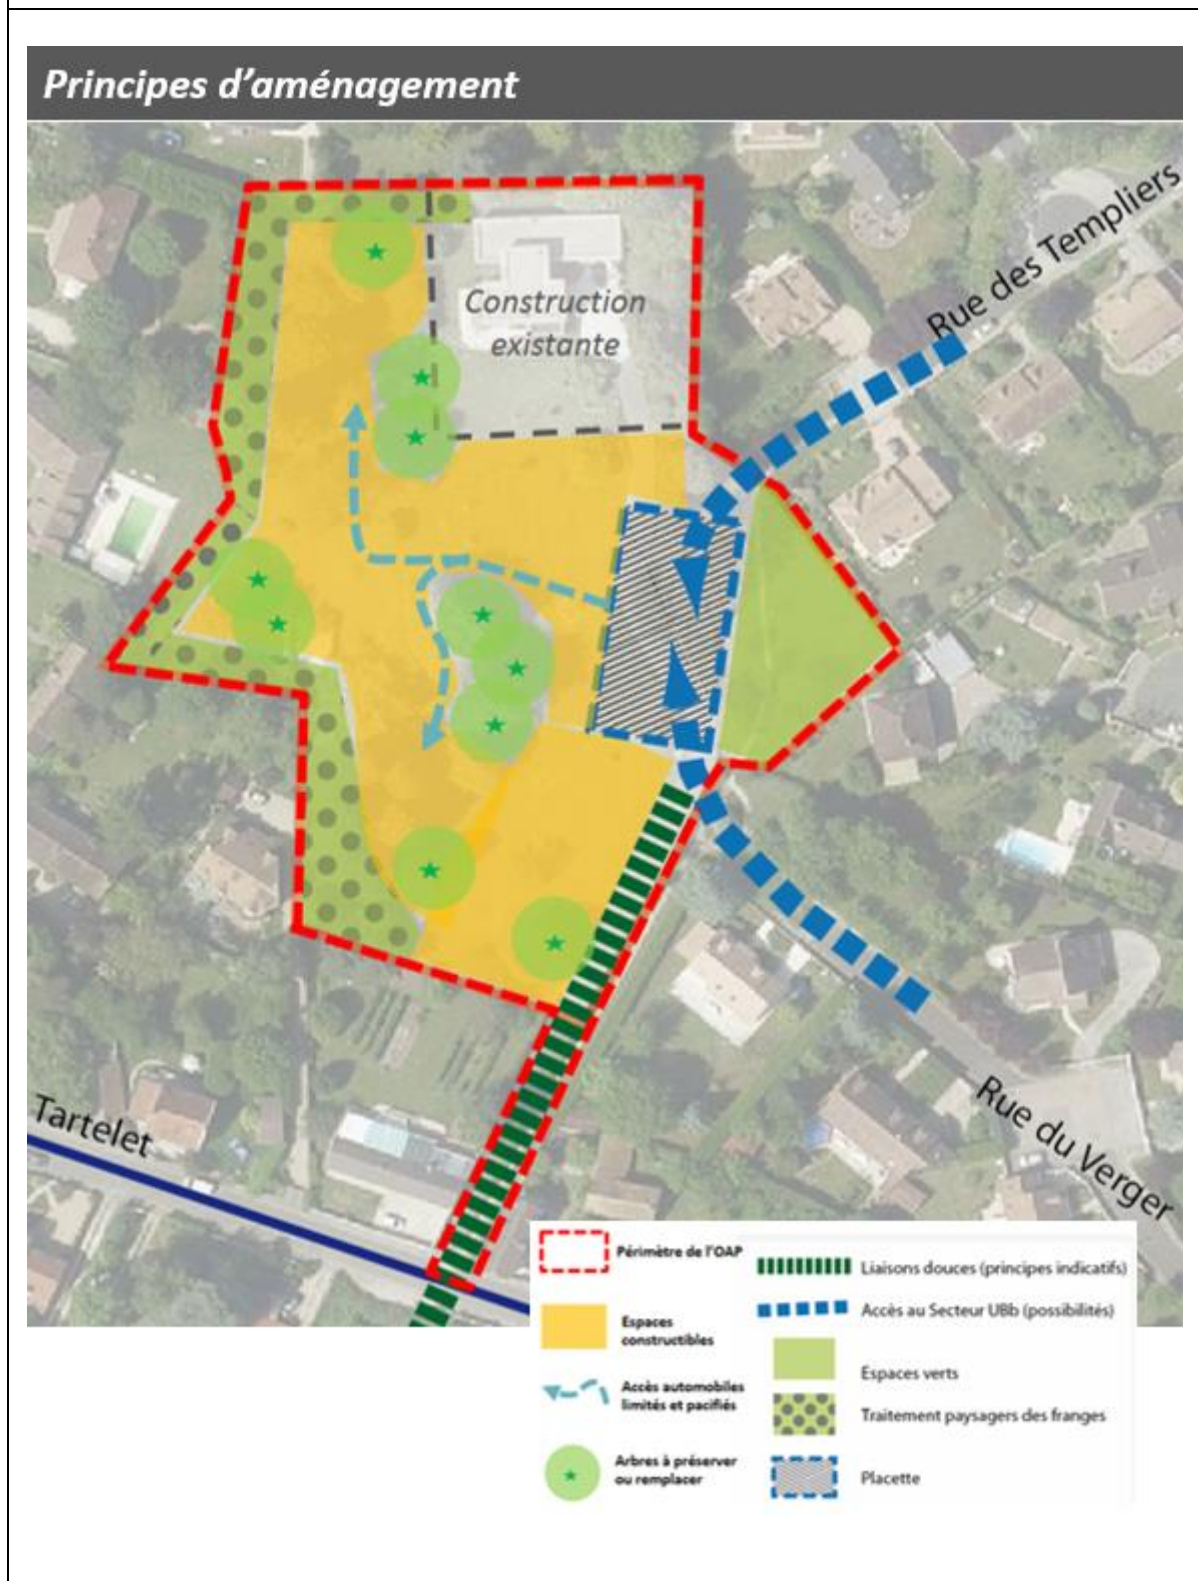 Principes d'aménagement
Rue des Templiers
Construction
existante
Tartelet
Rue du Verger
Périmètre de l'OAP
Espaces
constructibles
Accès automobiles
limités et pacifiés
Arbres à préserver
ou remplacer
Liaisons douces (principes indicatifs)
Accès au Secteur UBb (possibilités)
Espaces verts
Traitement paysagers des franges
Placette